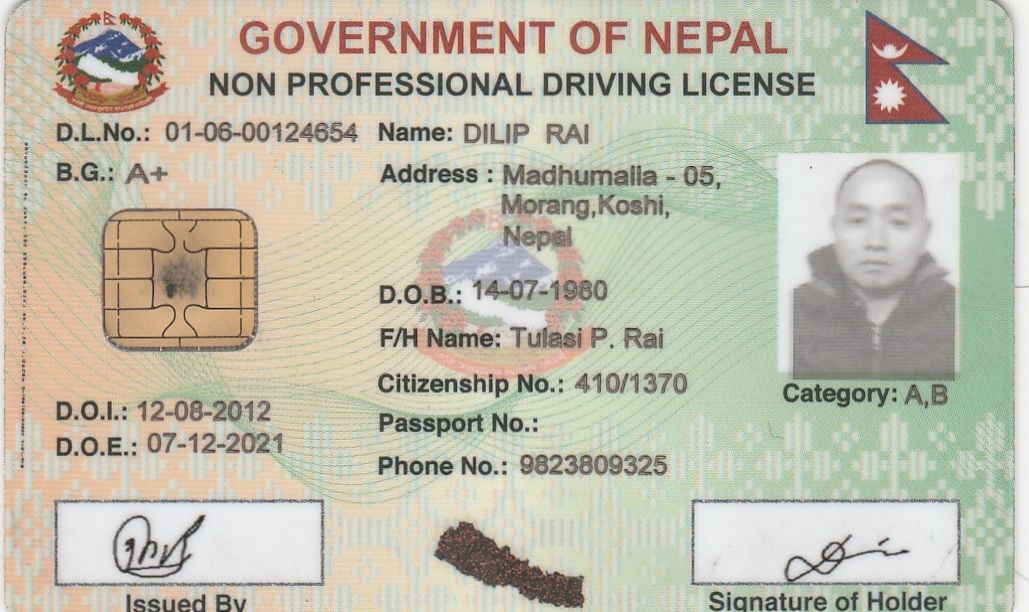 GOVERNMENT OF NEPAL
NON PROFESSIONAL DRIVING LICENSE
D.L.No.: 01-06-00124654
Name: DILIP RAI
B.G.: A+
Address : Madhumalla - 05,
Morang,Koshi,
Nepal
D.O.B.: 14-07-1980
F/H Name: Tulasi P. Rai
Citizenship No.: 410/1370
Category: A,B
D.O.I.: 12-08-2012
Passport No.:
D.O.E.: 07-12-2021
Phone No.: 9823809325
Issued By
Signature of Holder